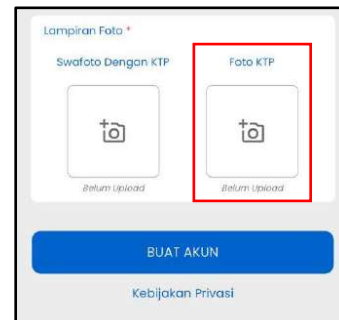 Lampiran Foto *
Swafoto Dengan KTP
Foto KTP
Belum Upload
Belum Upload
BUAT AKUN
Kebijakan Privasi